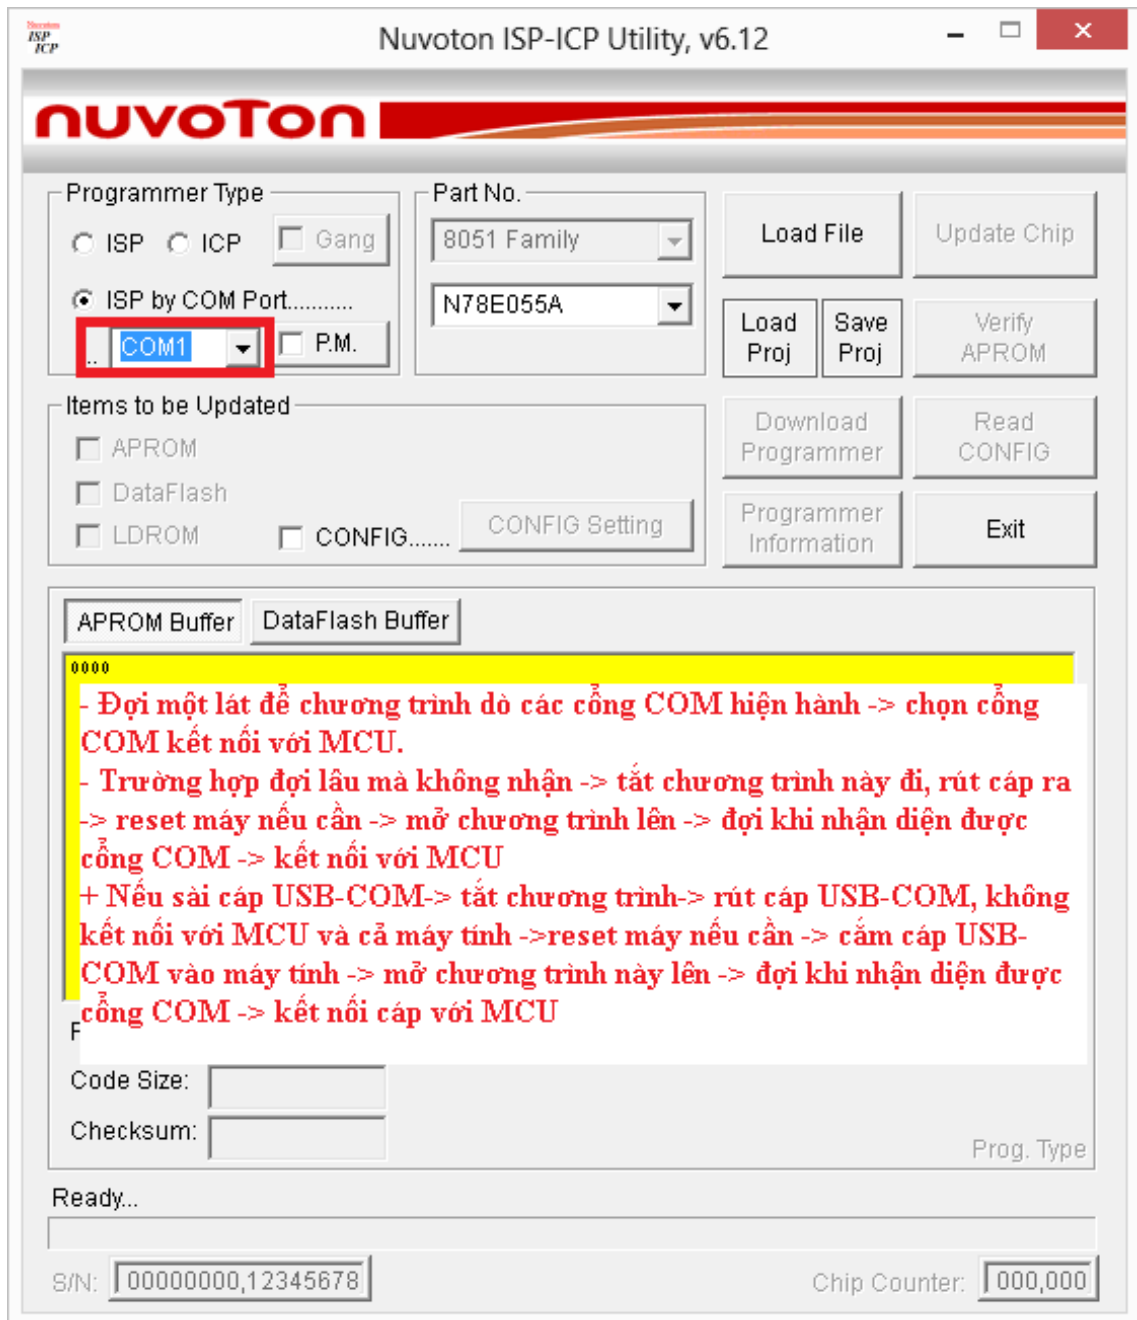 Nuvoton
ISP
ICP
Nuvoton ISP-ICP Utility, v6.12
nuvoTon
Programmer Type
Part No.
ISP
ICP
Gang
8051 Family
Load File
Update Chip
ISP by COM Port...........
N78E055A
..
COM1
P.M.
Load
Proj
Save
Proj
Verify
APROM
Items to be Updated
APROM
Download
Programmer
Read
CONFIG
DataFlash
LDROM
CONFIG.......
CONFIG Setting
Programmer
Information
Exit
APROM Buffer
DataFlash Buffer
0000
- Đợi một lát để chương trình dò các cổng COM hiện hành -> chọn cổng
COM kết nối với MCU.
- Trường hợp đợi lâu mà không nhận -> tắt chương trình này đi, rút cáp ra
-> reset máy nếu cần -> mở chương trình lên -> đợi khi nhận diện được
cổng COM -> kết nối với MCU
+ Nếu sài cáp USB-COM-> tắt chương trình-> rút cáp USB-COM, không
kết nối với MCU và cả máy tính ->reset máy nếu cần -> cắm cáp USB-
COM vào máy tính -> mở chương trình này lên -> đợi khi nhận diện được
cổng COM -> kết nối cáp với MCU
Code Size:
Checksum:
Prog. Type
Ready...
S/N:
00000000,12345678
Chip Counter:
000,000